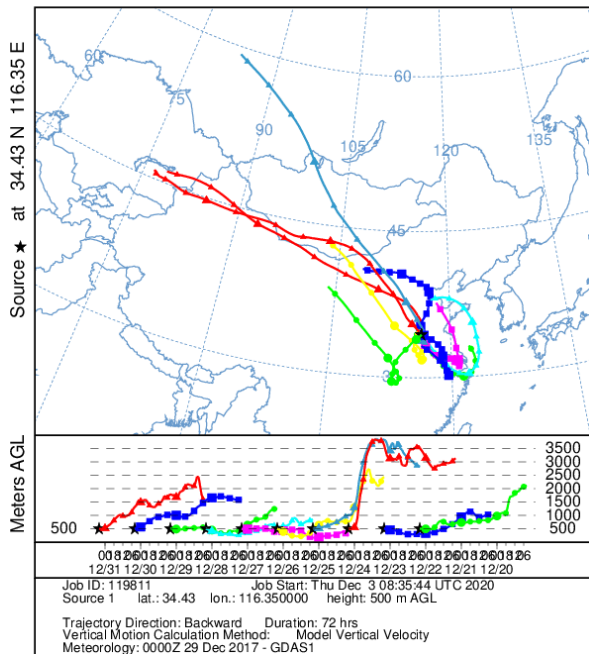 Source ★ at 34.43 N 116.35 E
60
75
90
105
120
135
60
45
Meters AGL
500
3500
3000
2500
2000
1500
1000
500
12/31 12/30 12/29 12/28 12/27 12/26 12/25 12/24 12/23 12/22 12/21 12/20
Job ID: 119811 Job Start: Thu Dec 3 08:35:44 UTC 2020
Source 1 lat.: 34.43 lon.: 116.350000 height: 500 m AGL
Trajectory Direction: Backward Duration: 72 hrs
Vertical Motion Calculation Method: Model Vertical Velocity
Meteorology: 0000Z 29 Dec 2017 - GDAS1